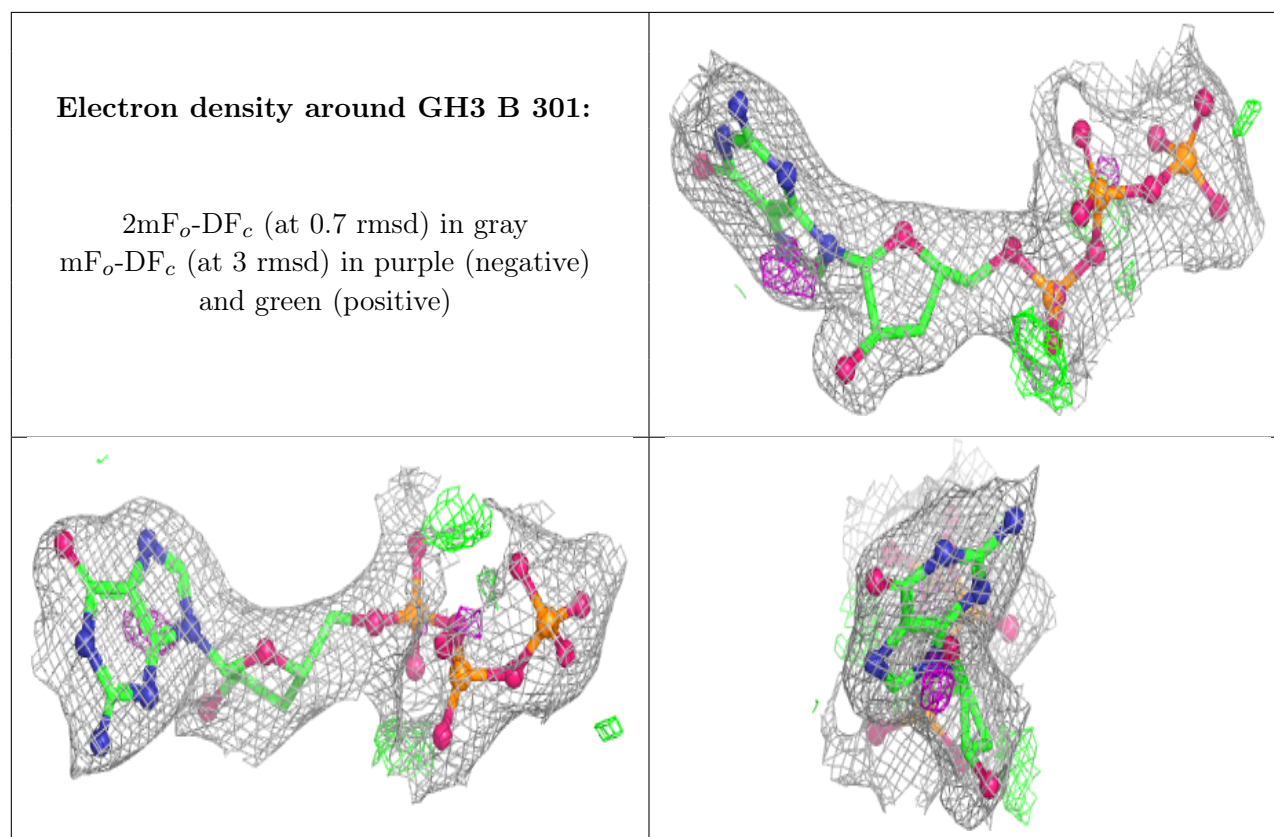 Electron density around GH3 B 301:
2mFₒ-DF𝒸 (at 0.7 rmsd) in gray
mFₒ-DF𝒸 (at 3 rmsd) in purple (negative)
and green (positive)